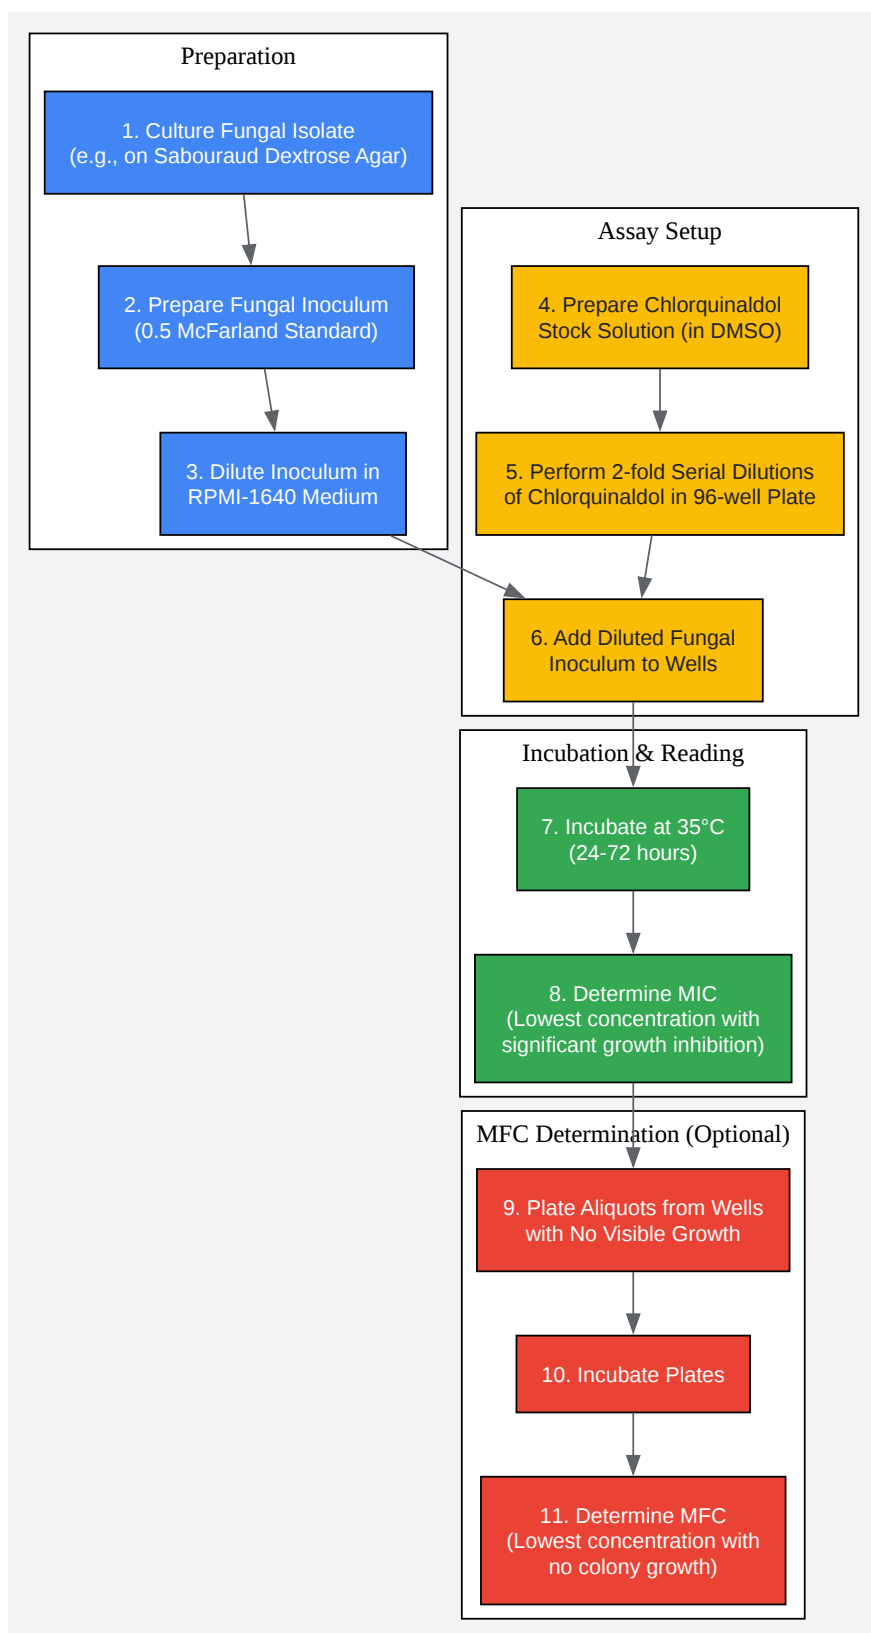 Preparation
1. Culture Fungal Isolate
(e.g., on Sabouraud Dextrose Agar)
2. Prepare Fungal Inoculum
(0.5 McFarland Standard)
3. Dilute Inoculum in
RPMI-1640 Medium
Assay Setup
4. Prepare Chlorquinaldol
Stock Solution (in DMSO)
5. Perform 2-fold Serial Dilutions
of Chlorquinaldol in 96-well Plate
6. Add Diluted Fungal
Inoculum to Wells
Incubation & Reading
7. Incubate at 35°C
(24-72 hours)
8. Determine MIC
(Lowest concentration with
significant growth inhibition)
MFC Determination (Optional)
9. Plate Aliquots from Wells
with No Visible Growth
10. Incubate Plates
11. Determine MFC
(Lowest concentration with
no colony growth)